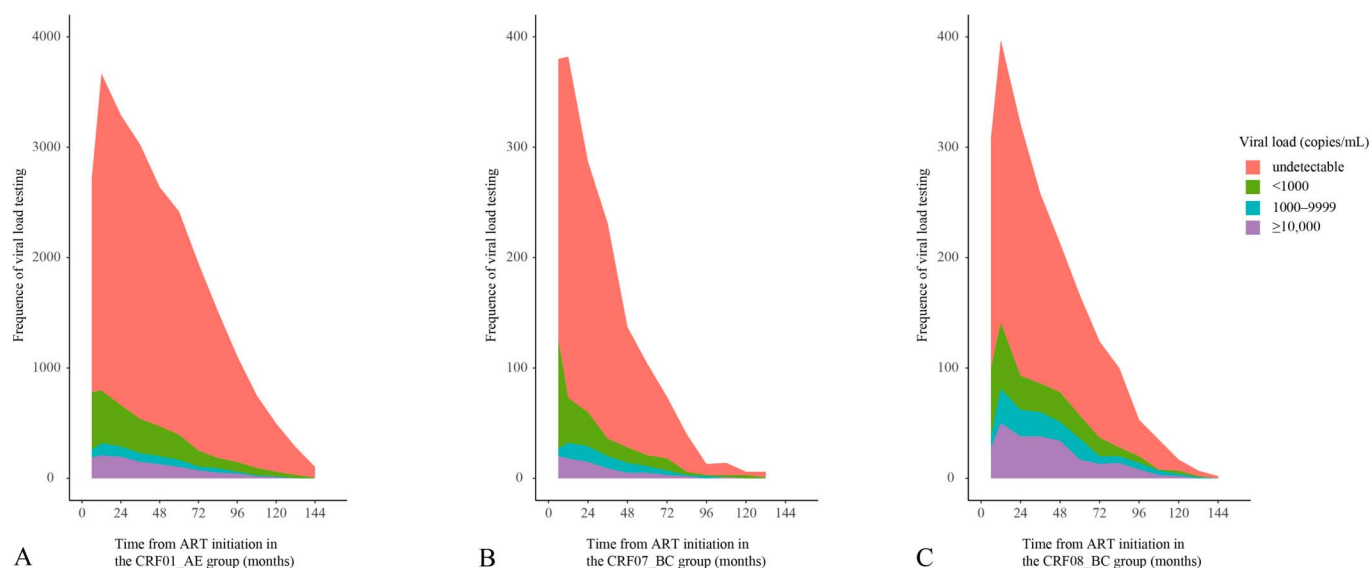 4000
3000
2000
1000
0
Frequence of viral load testing
0 24 48 72 96 120 144
Time from ART initiation in
the CRF01_AE group (months)
A
400
300
200
100
0
Frequence of viral load testing
0 24 48 72 96 120 144
Time from ART initiation in
the CRF07_BC group (months)
B
400
300
200
100
0
Frequence of viral load testing
0 24 48 72 96 120 144
Time from ART initiation in
the CRF08_BC group (months)
C
Viral load (copies/mL)
undetectable
<1000
1000–9999
≥10,000